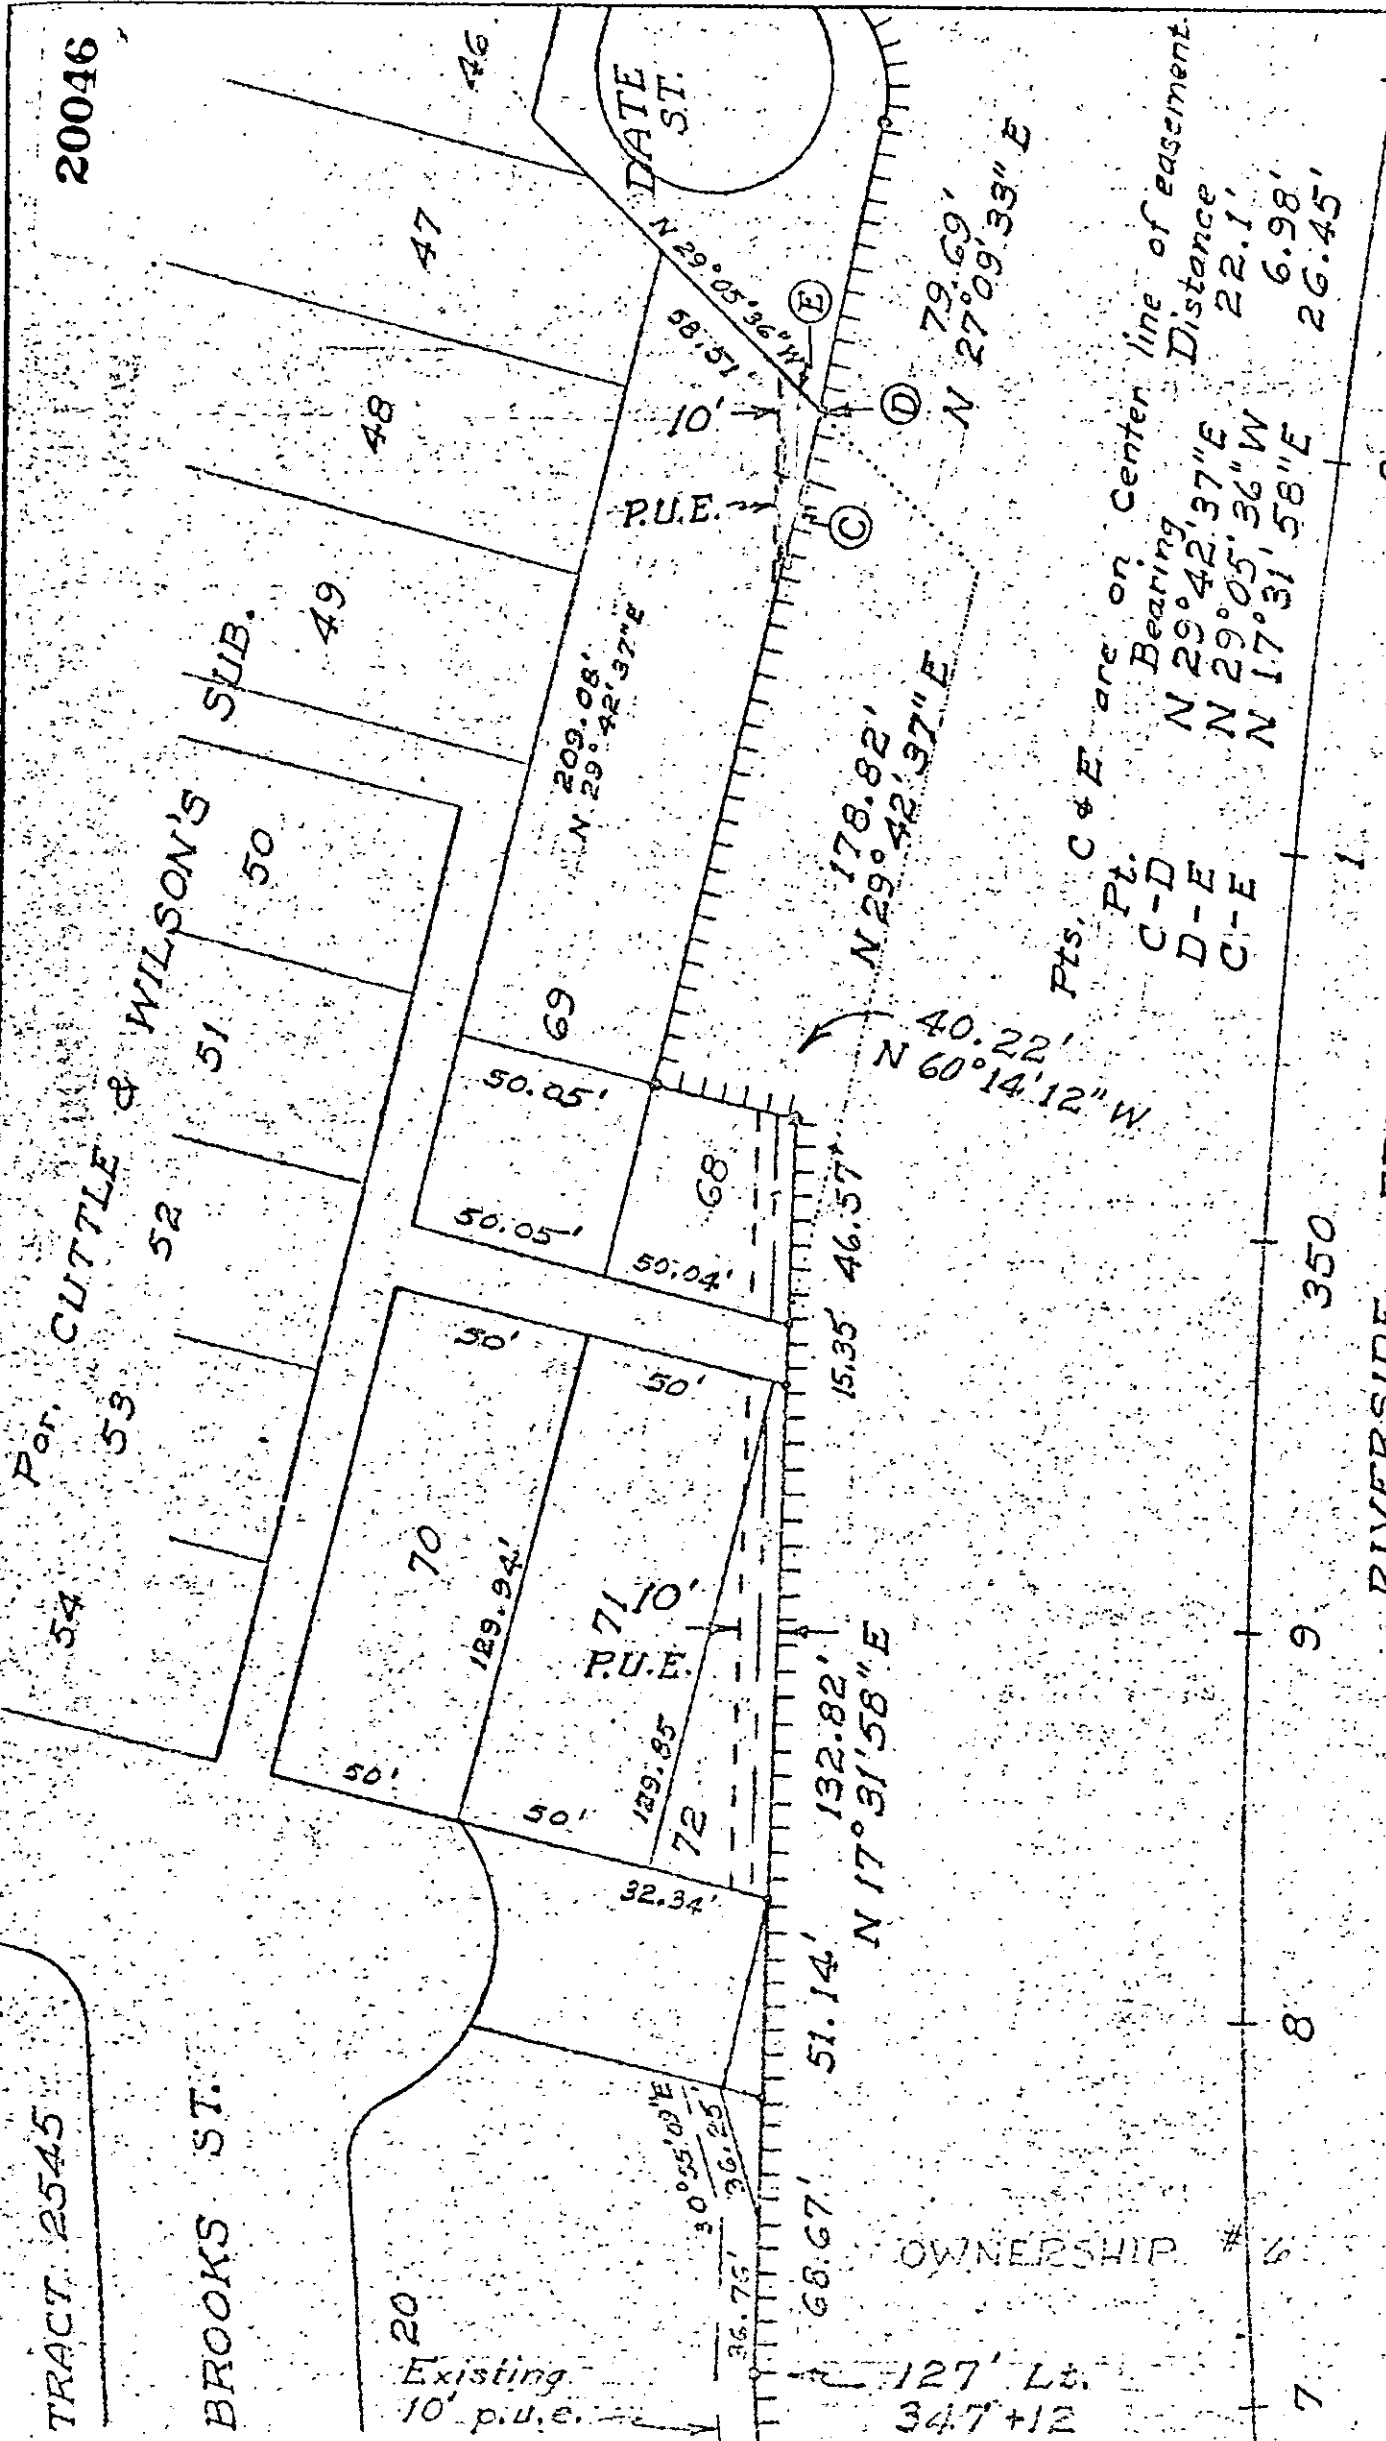 20046
TRACT 2545
BROOKS ST.
20
Existing
10' p.u.e.
Por. CUTTLE & WILSON'S SUB.
54
53
52
51
50
49
48
47
46
DATE
ST.
N 29°05'36" W
58.51'
10'
P.U.E.
209.08'
N 29°42'37" E
69
50.05'
50.05'
68
50.04'
50'
50'
70
129.94'
71
10'
P.U.E.
50'
50'
129.85
72
32.34'
30°55'09"E
36.25'
36.75'
E
D
C
79.69'
N 27°09'33" E
178.82'
N 29°42'37" E
40.22'
N 60°14'12" W
46.57'
15.35'
132.82'
N 17°31'58" E
51.14'
68.67'
127' Lt.
347+12
OWNERSHIP # 6
Pts. C & E are on Center line of easement
Pt. Bearing Distance
C-D N 29°42'37"E 22.1'
D-E N 29°05'36" W 6.98'
C-E N 17°31'58"E 26.45'
7
8
9
350
1
RIVERSIDE